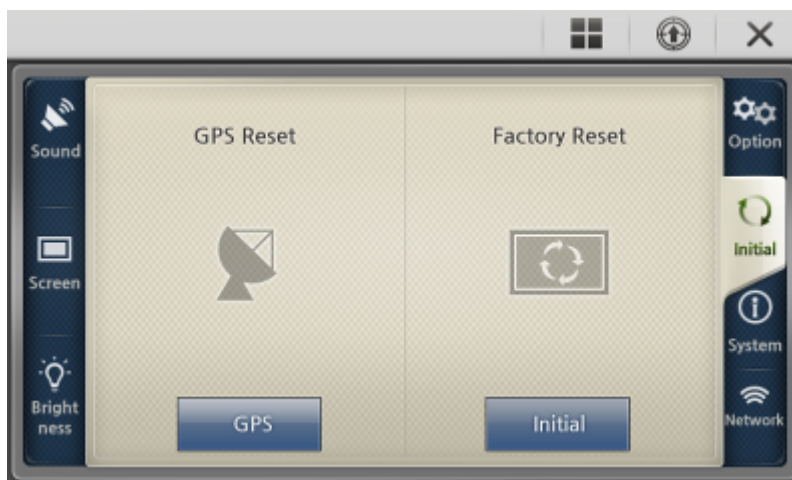 Sound
Screen
Bright
ness
GPS Reset
GPS
Factory Reset
Initial
Option
Initial
System
Network